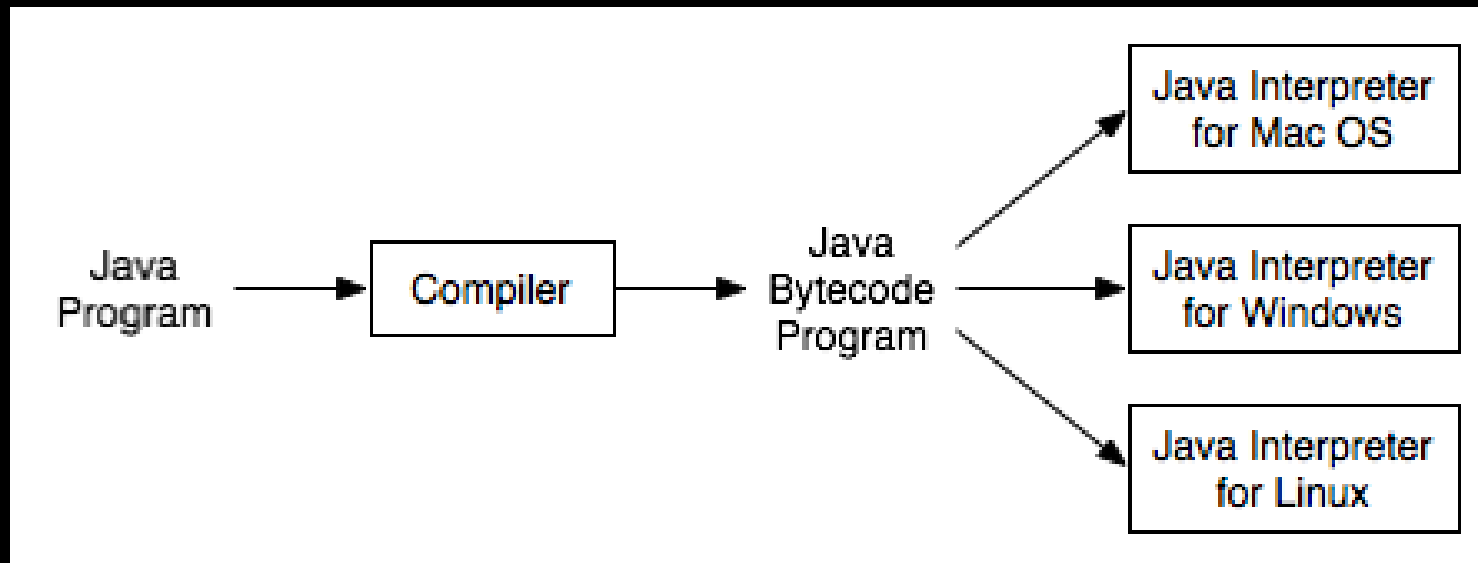 Java
Program
Compiler
Java
Bytecode
Program
Java Interpreter
for Mac OS
Java Interpreter
for Windows
Java Interpreter
for Linux